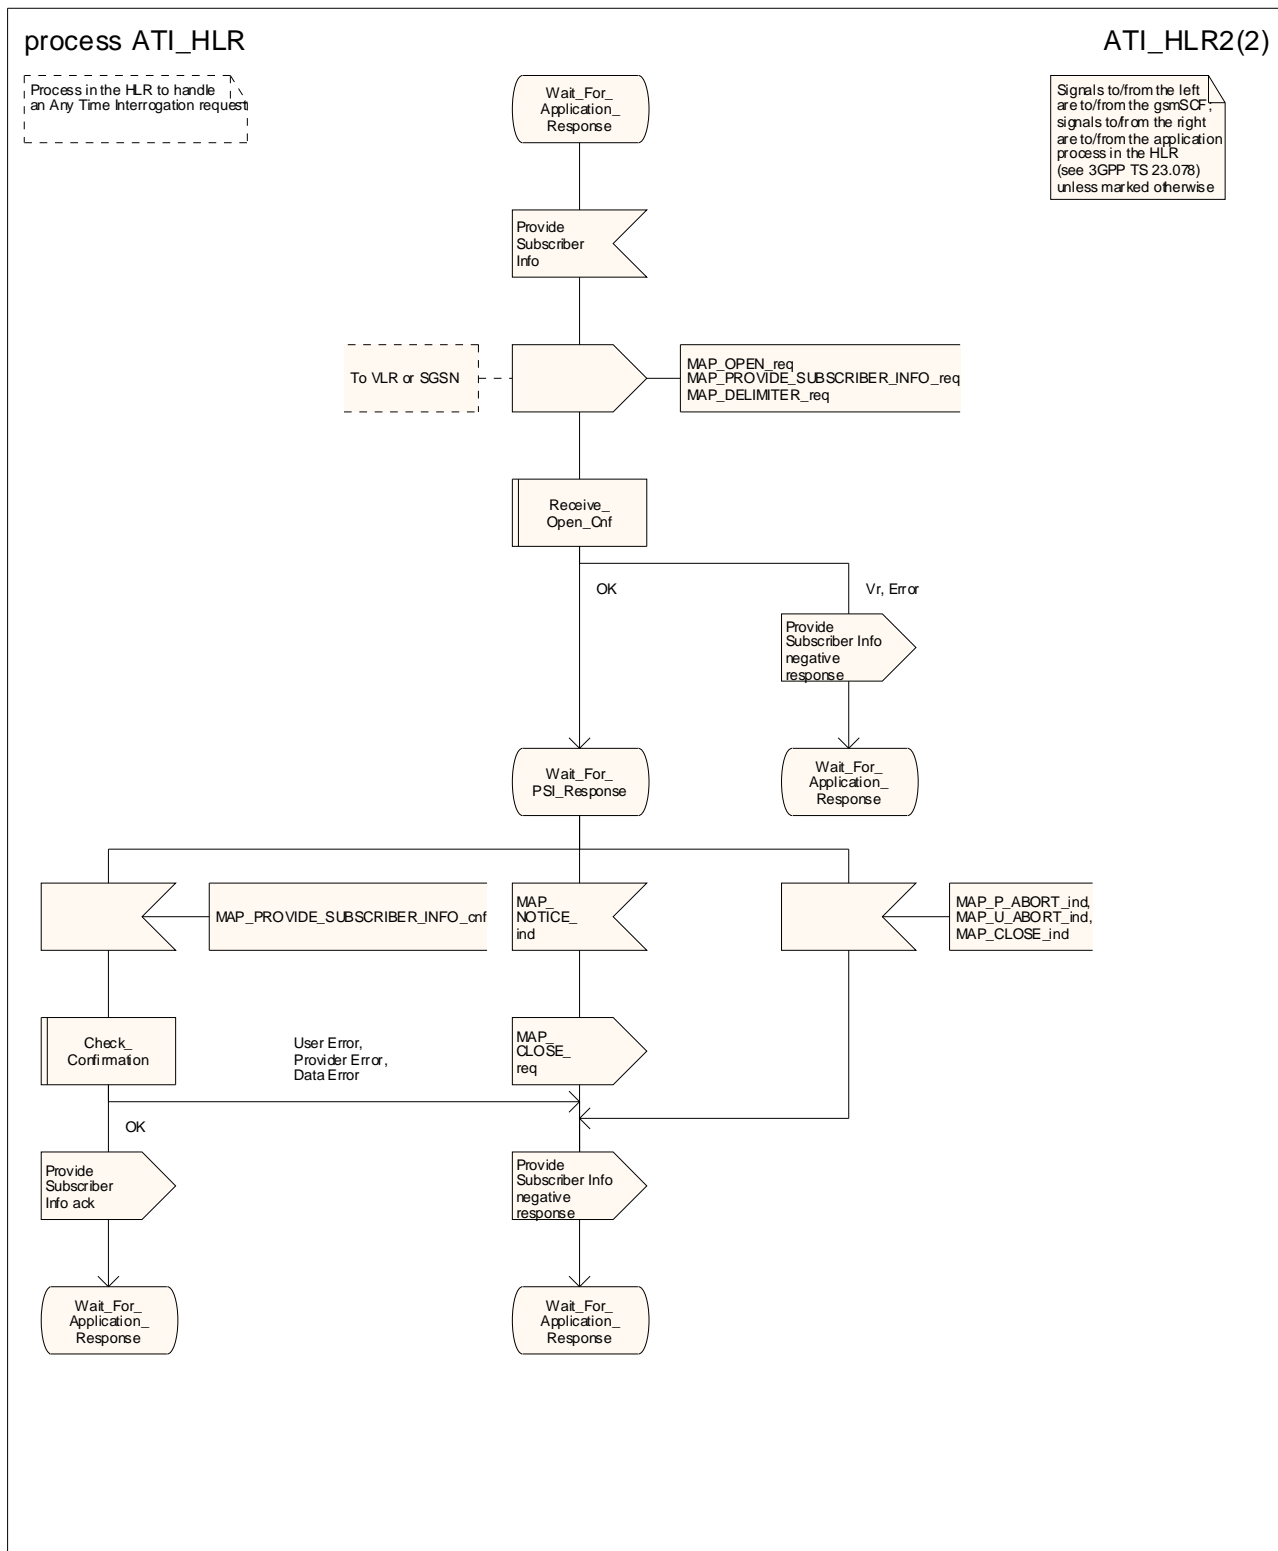 process ATI_HLR
ATI_HLR2(2)
Process in the HLR to handle
an Any Time Interrogation request
Signals to/from the left
are to/from the gsmSCF;
signals to/from the right
are to/from the application
process in the HLR
(see 3GPP TS 23.078)
unless marked otherwise
Wait_For_
Application_
Response
Provide
Subscriber
Info
To VLR or SGSN
MAP_OPEN_req
MAP_PROVIDE_SUBSCRIBER_INFO_req
MAP_DELIMITER_req
Receive_
Open_Cnf
OK
Vr, Error
Provide
Subscriber Info
negative
response
Wait_For_
PSI_Response
Wait_For_
Application_
Response
MAP_PROVIDE_SUBSCRIBER_INFO_cnf
MAP_
NOTICE_
ind
MAP_P_ABORT_ind,
MAP_U_ABORT_ind,
MAP_CLOSE_ind
Check_
Confirmation
User Error,
Provider Error,
Data Error
MAP_
CLOSE_
req
OK
Provide
Subscriber
Info ack
Provide
Subscriber Info
negative
response
Wait_For_
Application_
Response
Wait_For_
Application_
Response